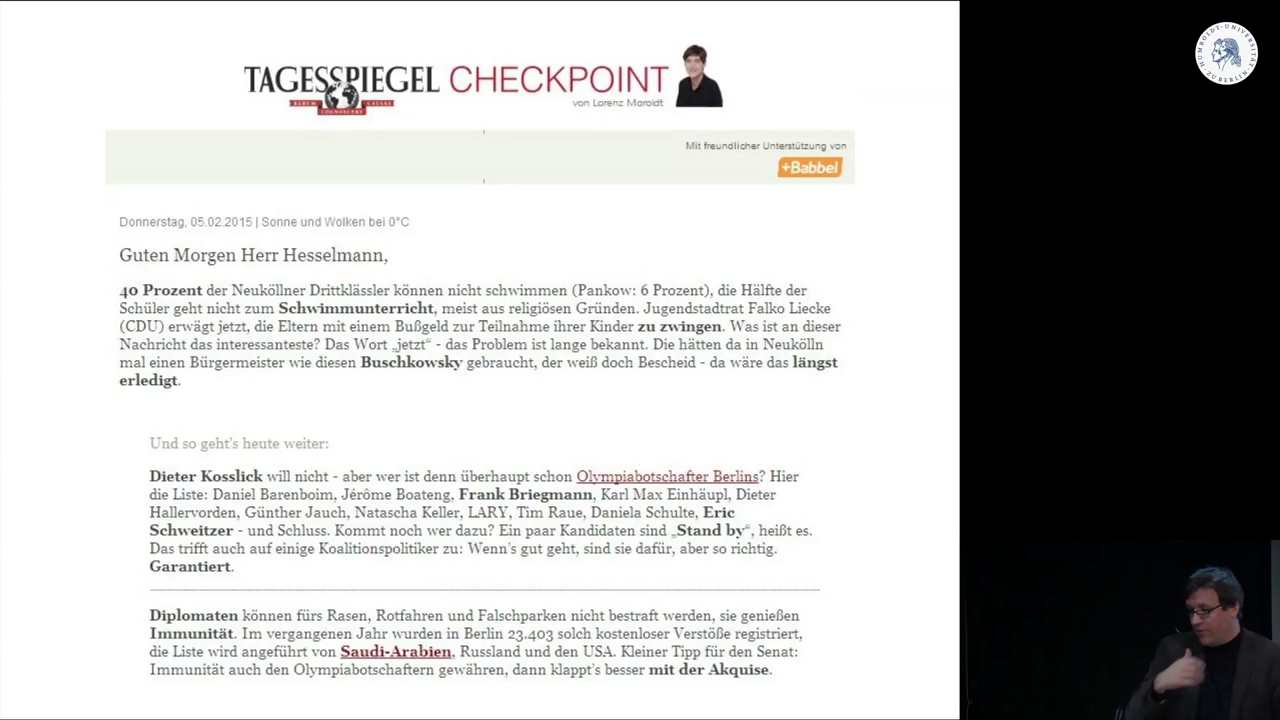 TAGESSPIEGEL CHECKPOINT
RERUM CAUSAS
COGNOSCERE
von Lorenz Maroldt
HUMBOLDT-UNIVERSITÄT ZU BERLIN
Mit freundlicher Unterstützung von
+Babbel
Donnerstag, 05.02.2015 | Sonne und Wolken bei 0°C
Guten Morgen Herr Hesselmann,
40 Prozent der Neuköllner Drittklässler können nicht schwimmen (Pankow: 6 Prozent), die Hälfte der
Schüler geht nicht zum Schwimmunterricht, meist aus religiösen Gründen. Jugendstadtrat Falko Liecke
(CDU) erwägt jetzt, die Eltern mit einem Bußgeld zur Teilnahme ihrer Kinder zu zwingen. Was ist an dieser
Nachricht das interessanteste? Das Wort „jetzt“ - das Problem ist lange bekannt. Die hätten da in Neukölln
mal einen Bürgermeister wie diesen Buschkowsky gebraucht, der weiß doch Bescheid - da wäre das längst
erledigt.
Und so geht's heute weiter:
Dieter Kosslick will nicht - aber wer ist denn überhaupt schon Olympiabotschafter Berlins? Hier
die Liste: Daniel Barenboim, Jérôme Boateng, Frank Briegmann, Karl Max Einhäupl, Dieter
Hallervorden, Günther Jauch, Natascha Keller, LARY, Tim Raue, Daniela Schulte, Eric
Schweitzer - und Schluss. Kommt noch wer dazu? Ein paar Kandidaten sind „Stand by“, heißt es.
Das trifft auch auf einige Koalitionspolitiker zu: Wenn's gut geht, sind sie dafür, aber so richtig.
Garantiert.
Diplomaten können fürs Rasen, Rotfahren und Falschparken nicht bestraft werden, sie genießen
Immunität. Im vergangenen Jahr wurden in Berlin 23.403 solch kostenloser Verstöße registriert,
die Liste wird angeführt von Saudi-Arabien, Russland und den USA. Kleiner Tipp für den Senat:
Immunität auch den Olympiabotschaftern gewähren, dann klappt's besser mit der Akquise.